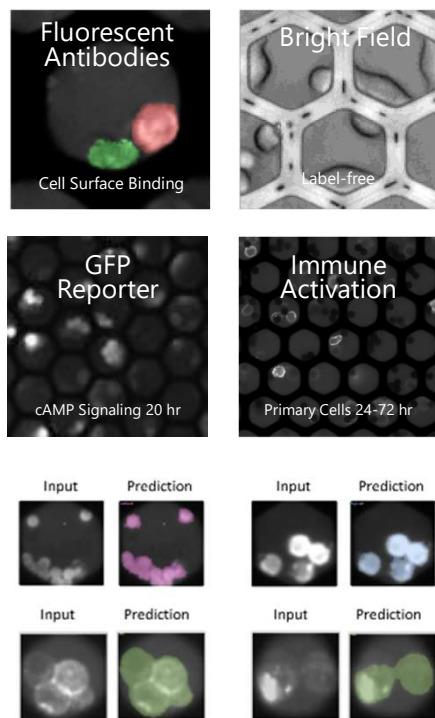 Fluorescent
Antibodies
Cell Surface Binding
Bright Field
Label-free
GFP
Reporter
cAMP Signaling 20 hr
Immune
Activation
Primary Cells 24-72 hr
Input Prediction Input Prediction
Input Prediction Input Prediction